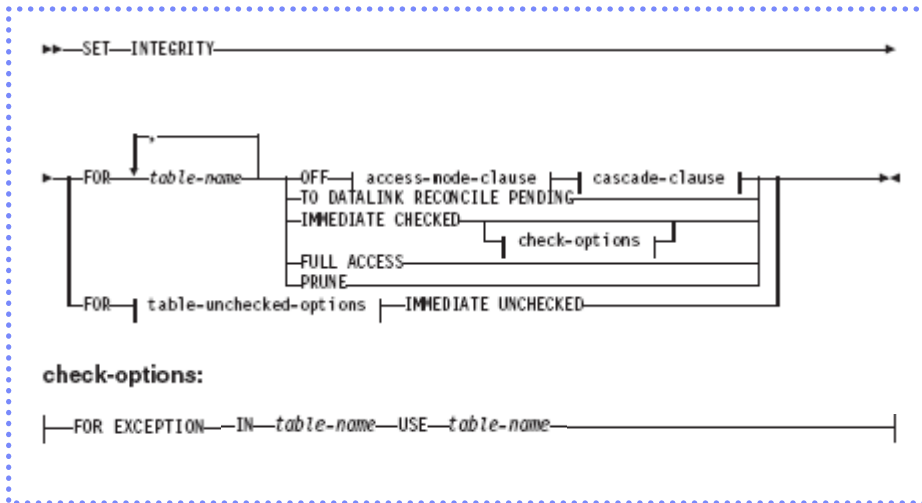 SET INTEGRITY
,
FOR table-name OFF access-mode-clause cascade-clause
TO DATALINK RECONCILE PENDING
IMMEDIATE CHECKED
check-options
FULL ACCESS
PRUNE
FOR table-unchecked-options IMMEDIATE UNCHECKED
check-options:
FOR EXCEPTION IN table-name USE table-name